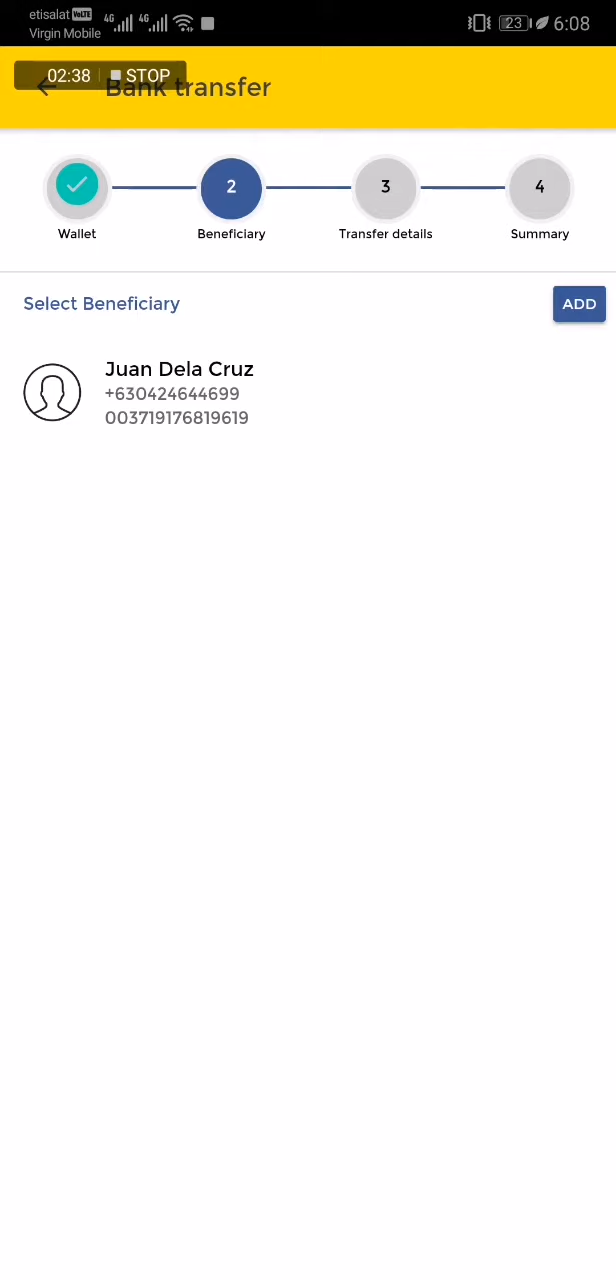 etisalat VoLTE
Virgin Mobile
4G 4G
23 6:08
02:38 STOP
Bank transfer
2 3 4
Wallet Beneficiary Transfer details Summary
Select Beneficiary ADD
Juan Dela Cruz
+630424644699
003719176819619